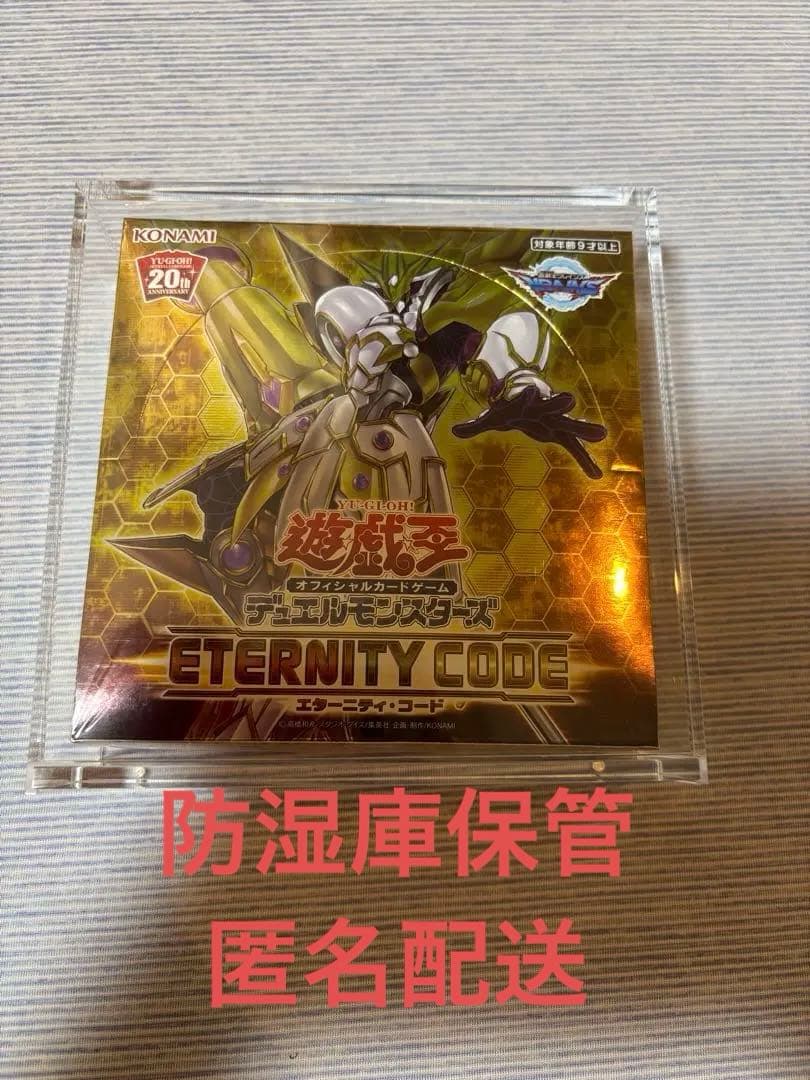 KONAMI
対象年齢9才以上
YU-GI-OH!
20th
ANNIVERSARY
VRAINS
YU-GI-OH!
遊☆戯☆王
オフィシャルカードゲーム
デュエルモンスターズ
ETERNITY CODE
エターニティ・コード
©高橋和希 スタジオ・ダイス/集英社 企画・制作/KONAMI
防湿庫保管
匿名配送